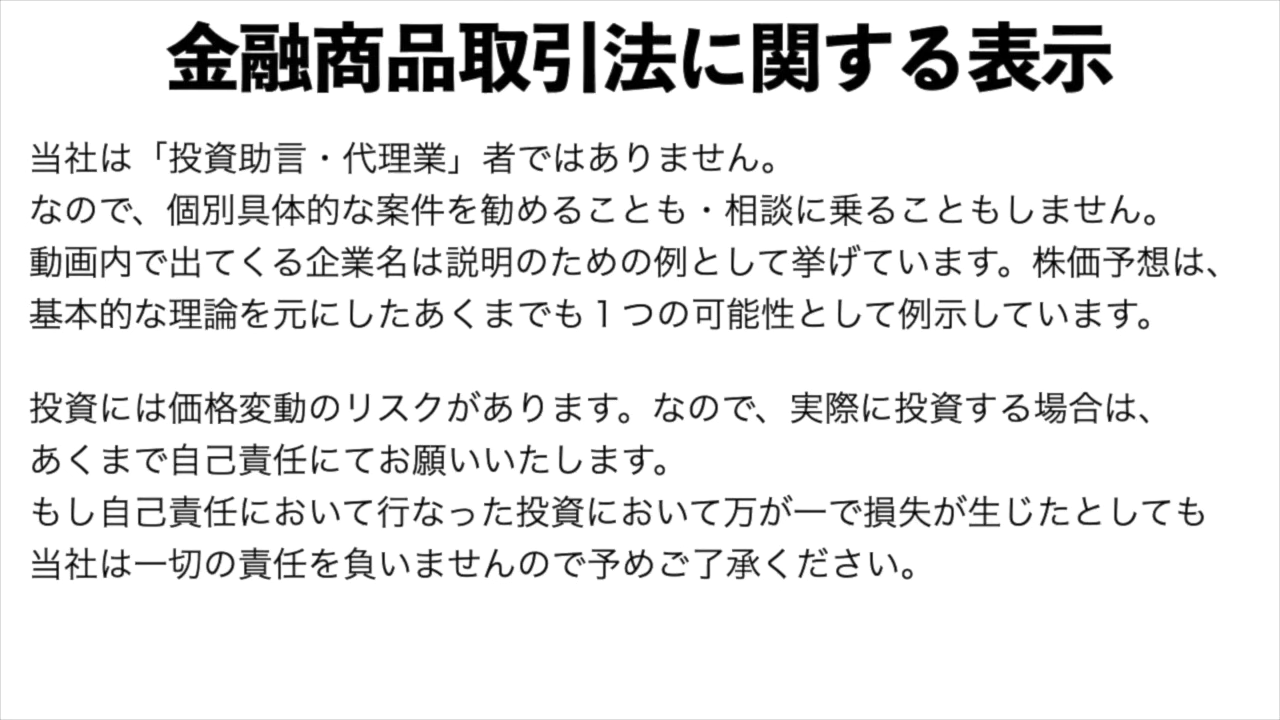 金融商品取引法に関する表示
当社は「投資助言・代理業」者ではありません。
なので、個別具体的な案件を勧めることも・相談に乗ることもしません。
動画内で出てくる企業名は説明のための例として挙げています。株価予想は、
基本的な理論を元にしたあくまでも１つの可能性として例示しています。
投資には価格変動のリスクがあります。なので、実際に投資する場合は、
あくまで自己責任にてお願いいたします。
もし自己責任において行なった投資において万が一で損失が生じたとしても
当社は一切の責任を負いませんので予めご了承ください。